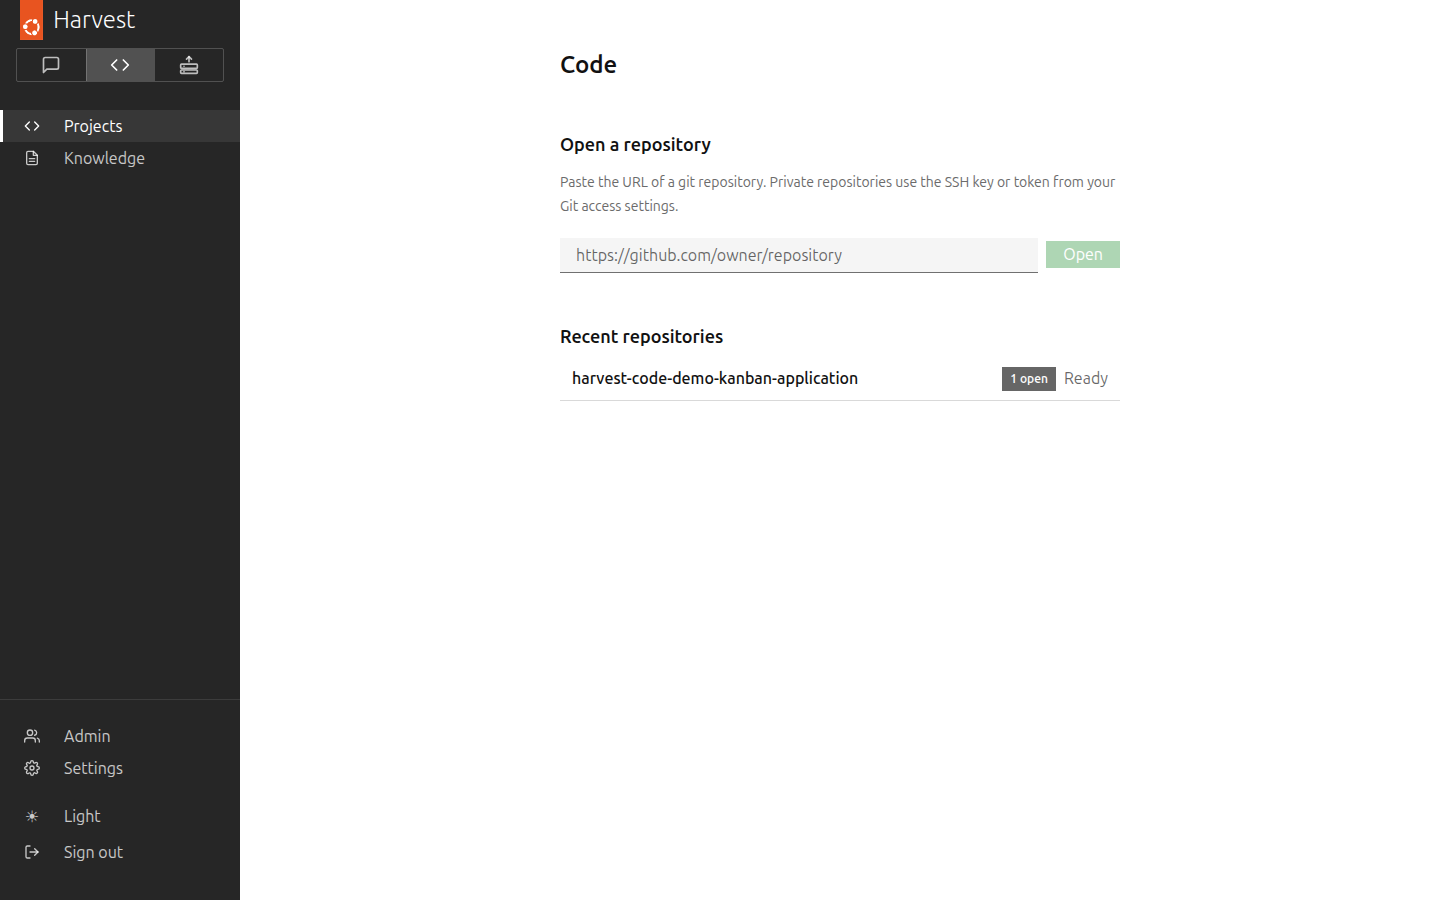 Harvest
Projects
Knowledge
Admin
Settings
Light
Sign out
Code
Open a repository
Paste the URL of a git repository. Private repositories use the SSH key or token from your
Git access settings.
https://github.com/owner/repository
Open
Recent repositories
harvest-code-demo-kanban-application
1 open
Ready